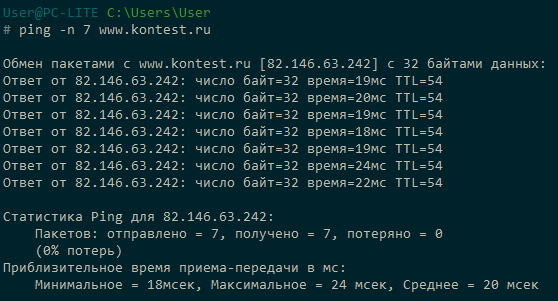 User@PC-LITE C:\Users\User
# ping -n 7 www.kontest.ru
Обмен пакетами с www.kontest.ru [82.146.63.242] с 32 байтами данных:
Ответ от 82.146.63.242: число байт=32 время=19мс TTL=54
Ответ от 82.146.63.242: число байт=32 время=20мс TTL=54
Ответ от 82.146.63.242: число байт=32 время=19мс TTL=54
Ответ от 82.146.63.242: число байт=32 время=18мс TTL=54
Ответ от 82.146.63.242: число байт=32 время=19мс TTL=54
Ответ от 82.146.63.242: число байт=32 время=24мс TTL=54
Ответ от 82.146.63.242: число байт=32 время=22мс TTL=54
Статистика Ping для 82.146.63.242:
Пакетов: отправлено = 7, получено = 7, потеряно = 0
(0% потерь)
Приблизительное время приема-передачи в мс:
Минимальное = 18мсек, Максимальное = 24 мсек, Среднее = 20 мсек